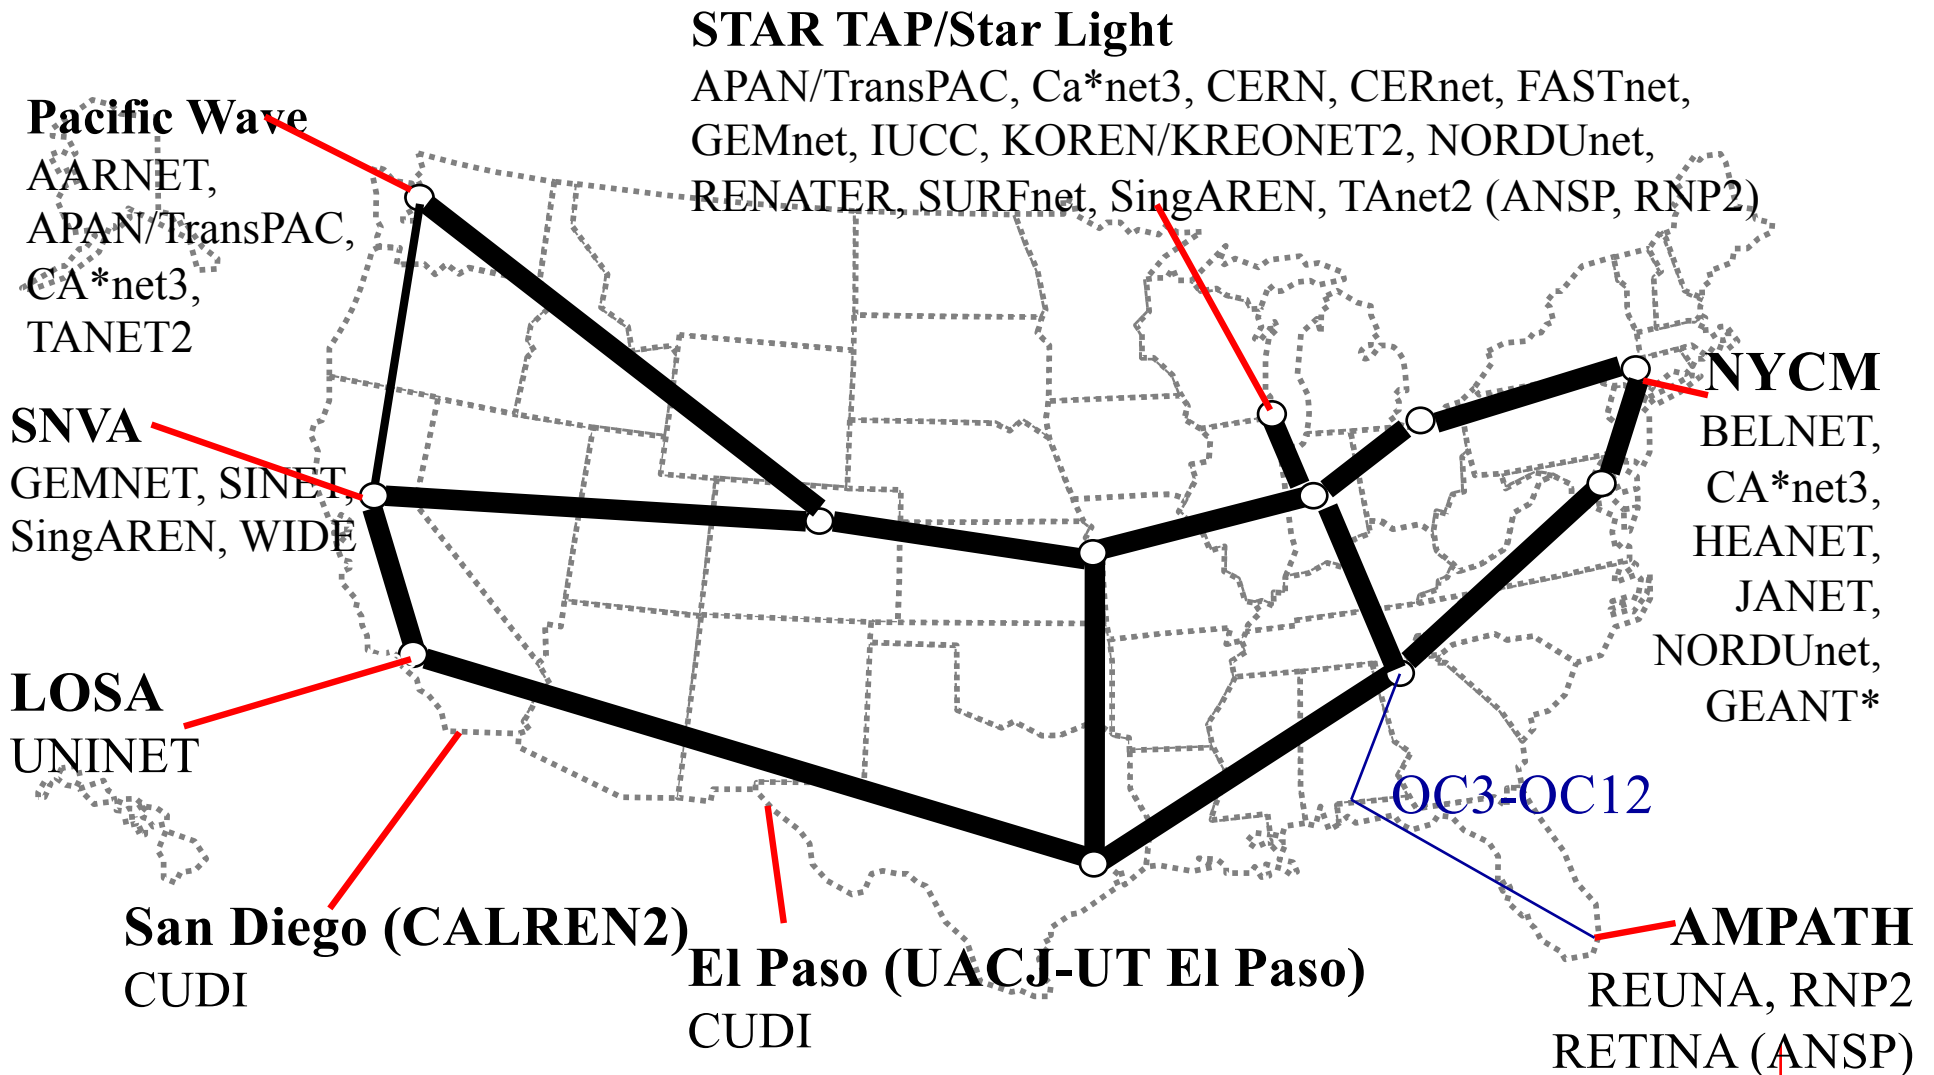 STAR TAP/Star Light
APAN/TransPAC, Ca*net3, CERN, CERnet, FASTnet,
GEMnet, IUCC, KOREN/KREONET2, NORDUnet,
RENATER, SURFnet, SingAREN, TAnet2 (ANSP, RNP2)
Pacific Wave
AARNET,
APAN/TransPAC,
CA*net3,
TANET2
SNVA
GEMNET, SINET,
SingAREN, WIDE
LOSA
UNINET
San Diego (CALREN2)
CUDI
El Paso (UACJ-UT El Paso)
CUDI
NYCM
BELNET,
CA*net3,
HEANET,
JANET,
NORDUnet,
GEANT*
OC3-OC12
AMPATH
REUNA, RNP2
RETINA (ANSP)